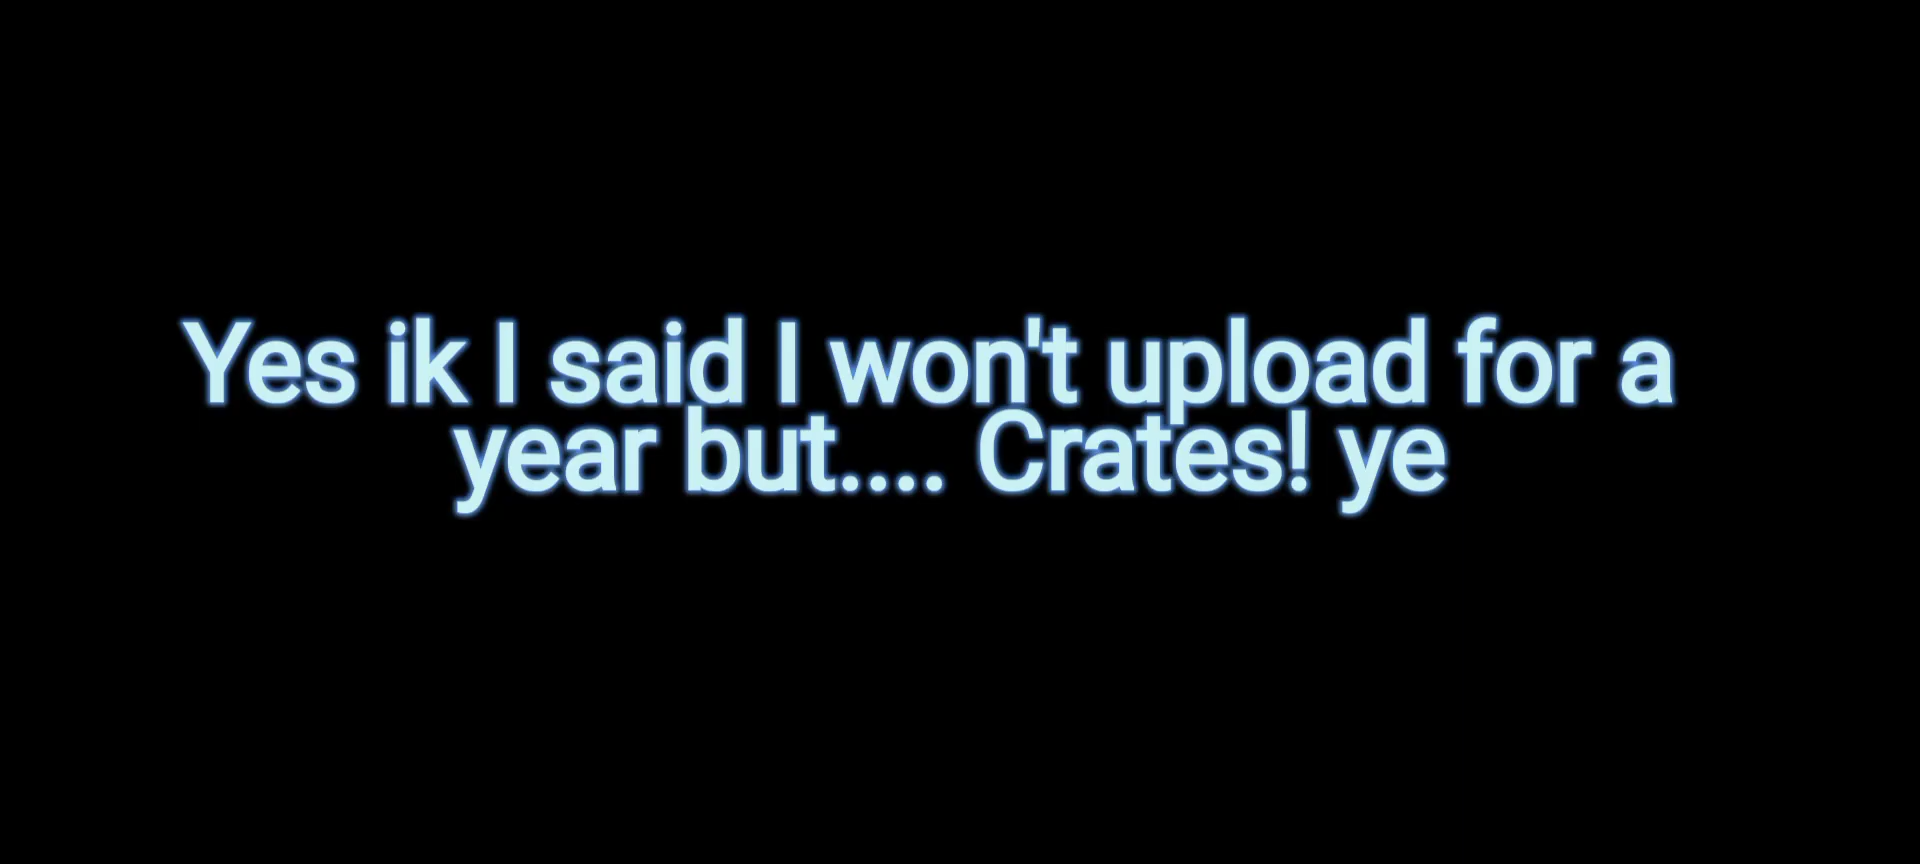 Yes ik I said I won't upload for a
year but.... Crates! ye